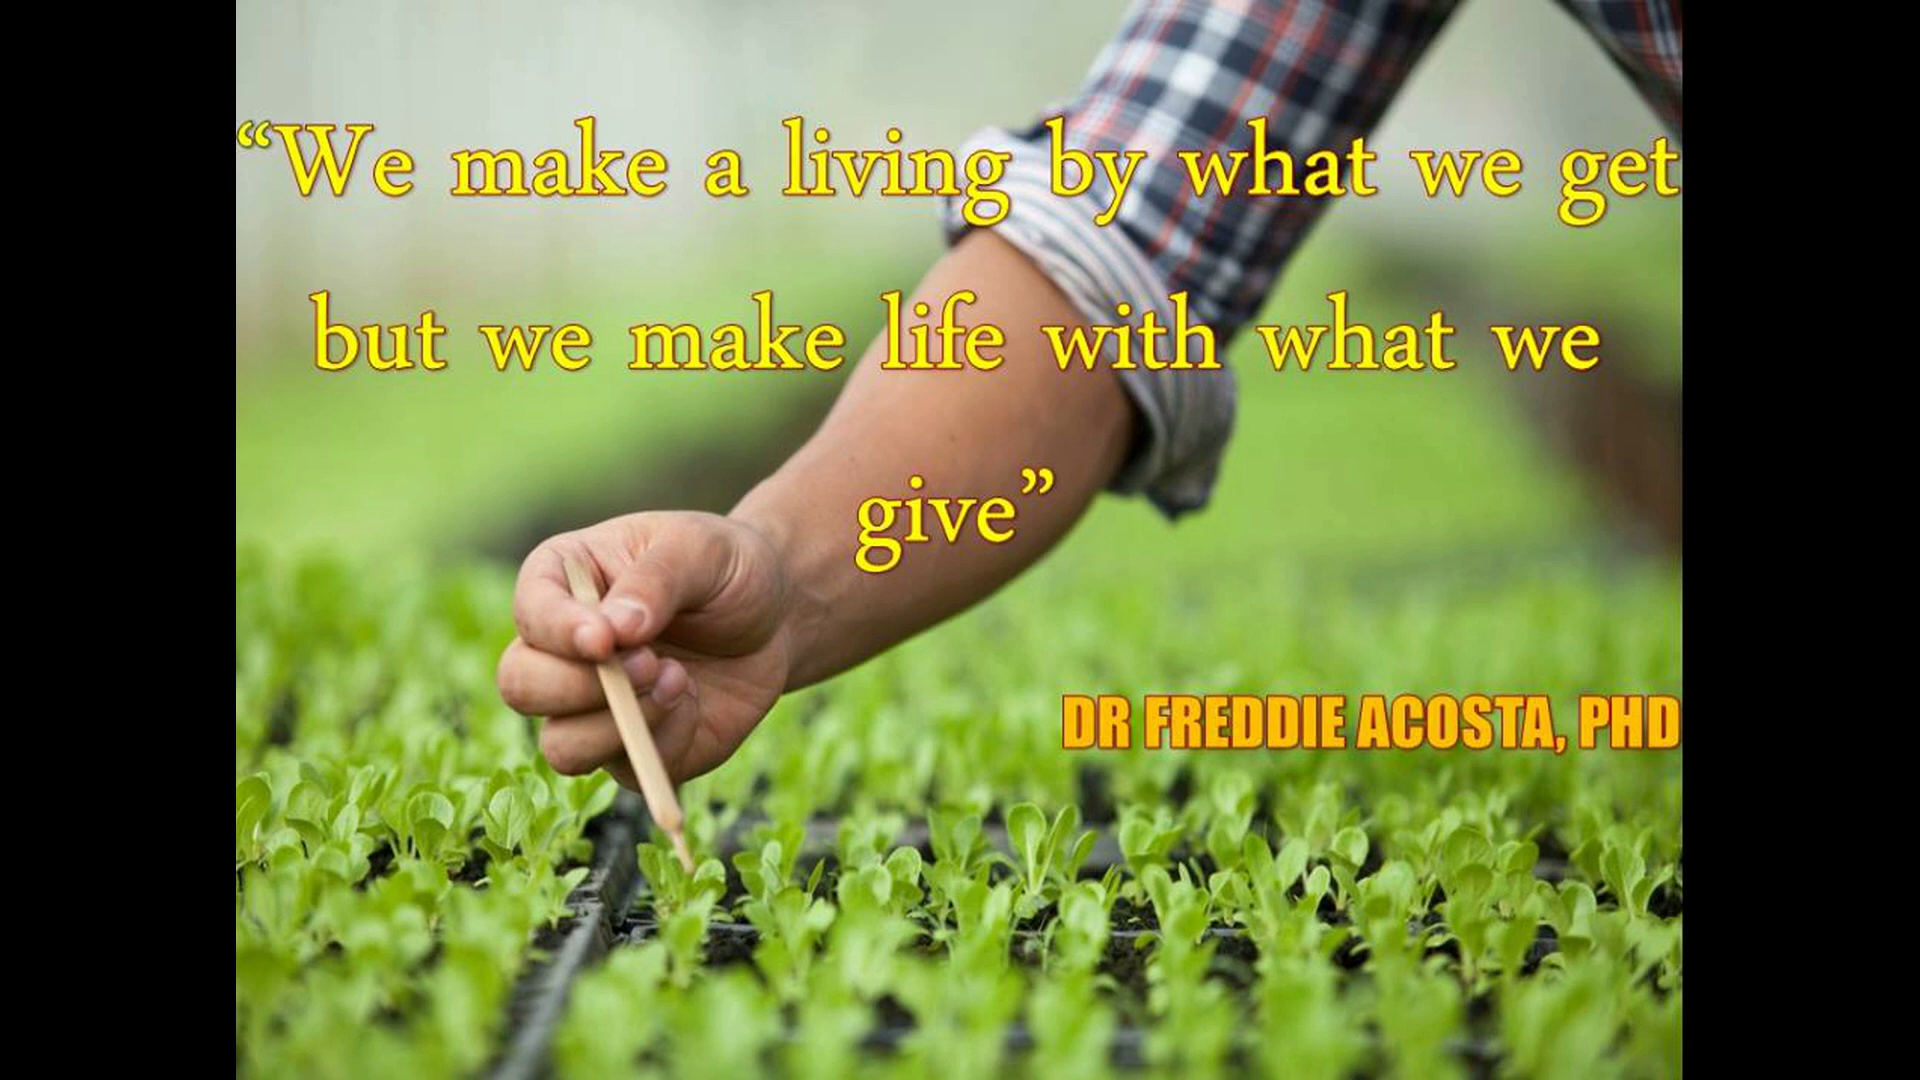 “We make a living by what we get
but we make life with what we
give”
DR FREDDIE ACOSTA, PHD